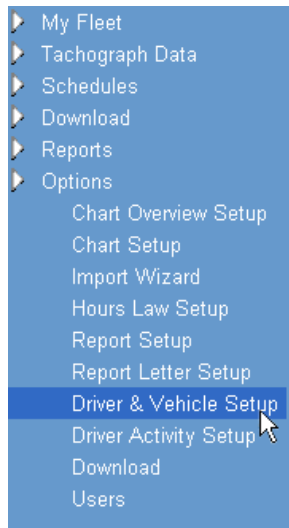 My Fleet
Tachograph Data
Schedules
Download
Reports
Options
Chart Overview Setup
Chart Setup
Import Wizard
Hours Law Setup
Report Setup
Report Letter Setup
Driver & Vehicle Setup
Driver Activity Setup
Download
Users